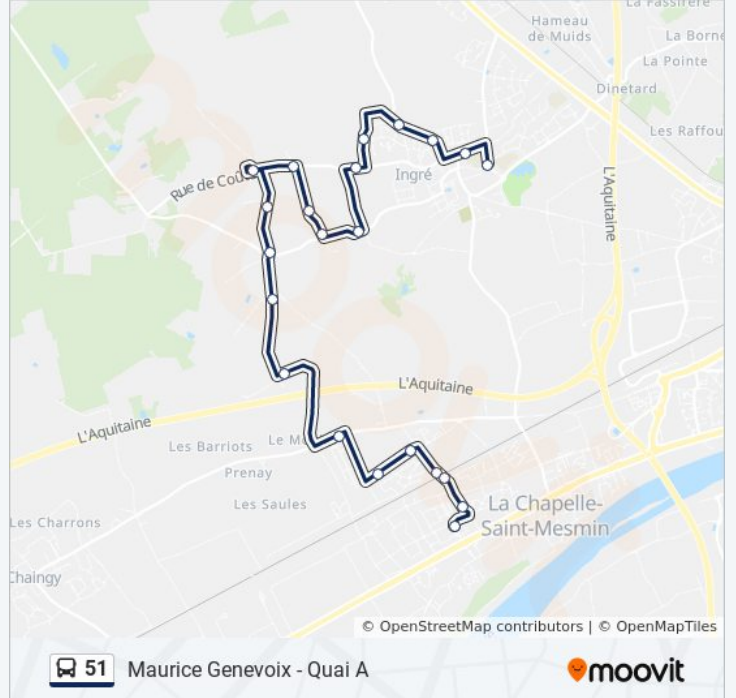 La Fassière
Hameau
de Muids
La Borne
La Pointe
Dinetard
Les Raffou
L'Aquitaine
Rue de Coût
Ingré
L'Aquitaine
L'Aquitaine
Les Barriots
Le M
Prenay
Les Saules
La Chapelle-
Saint-Mesmin
Les Charrons
Chaingy
© OpenStreetMap contributors | © OpenMapTiles
51 Maurice Genevoix - Quai A
moovit